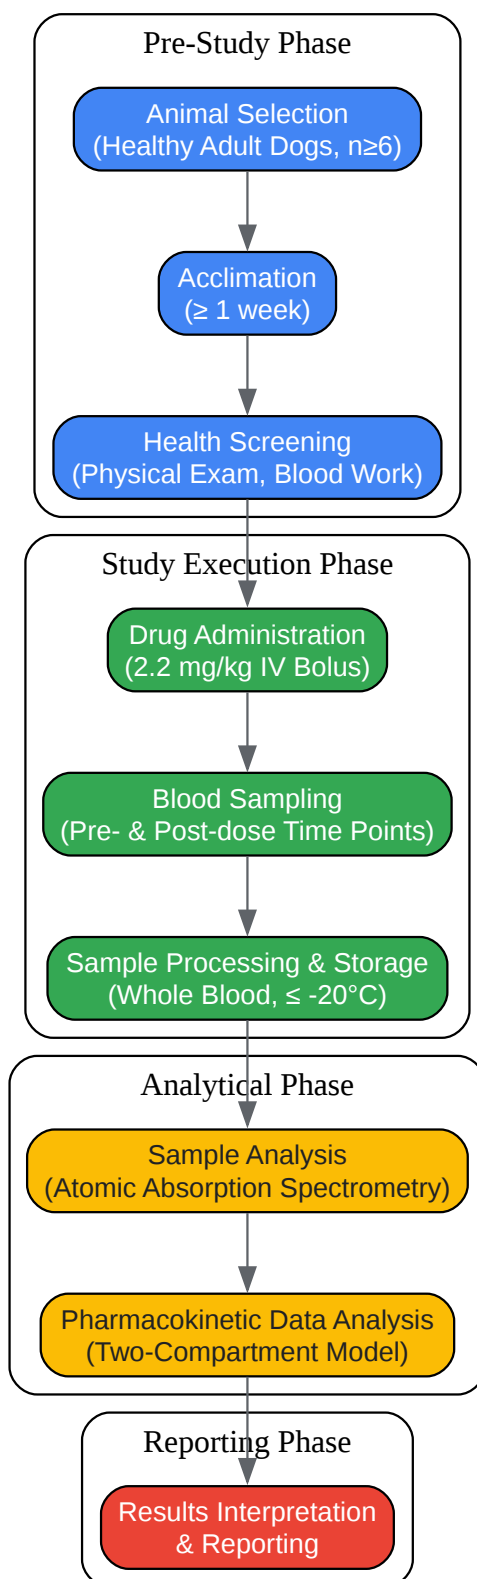 Pre-Study Phase
Animal Selection
(Healthy Adult Dogs, n≥6)
Acclimation
(≥ 1 week)
Health Screening
(Physical Exam, Blood Work)
Study Execution Phase
Drug Administration
(2.2 mg/kg IV Bolus)
Blood Sampling
(Pre- & Post-dose Time Points)
Sample Processing & Storage
(Whole Blood, ≤ -20°C)
Analytical Phase
Sample Analysis
(Atomic Absorption Spectrometry)
Pharmacokinetic Data Analysis
(Two-Compartment Model)
Reporting Phase
Results Interpretation
& Reporting